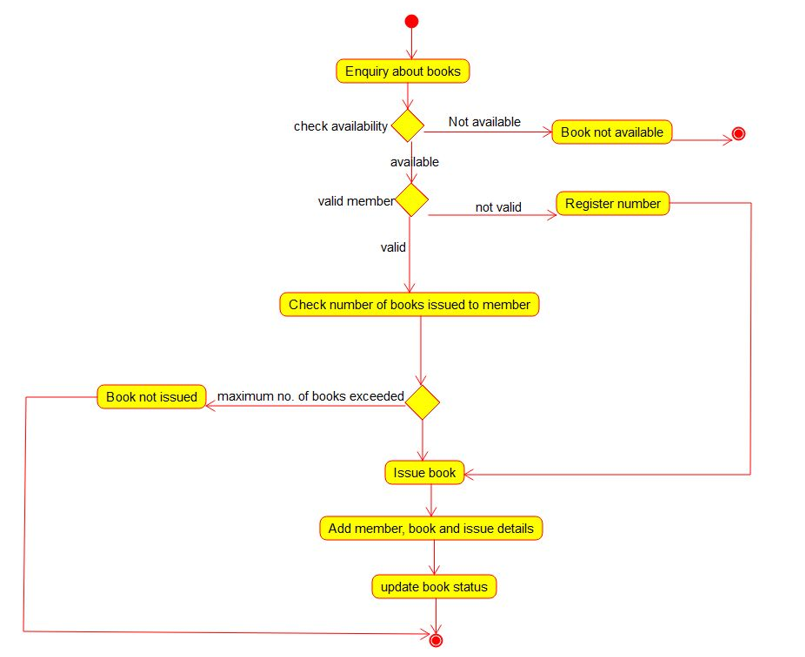 Enquiry about books
check availability
Not available
Book not available
available
valid member
not valid
Register number
valid
Check number of books issued to member
Book not issued
maximum no. of books exceeded
Issue book
Add member, book and issue details
update book status